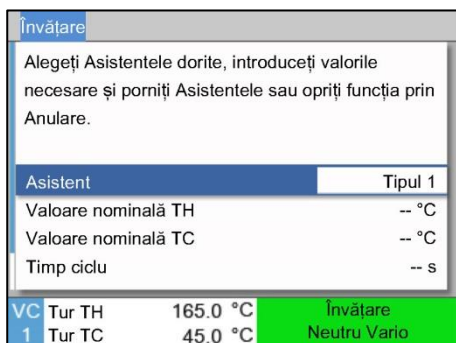 Învățare
Alegeți Asistentele dorite, introduceți valorile
necesare și porniți Asistentele sau opriți funcția prin
Anulare.
Asistent Tipul 1
Valoare nominală TH -- °C
Valoare nominală TC -- °C
Timp ciclu -- s
VC Tur TH 165.0 °C Învățare
1 Tur TC 45.0 °C Neutru Vario